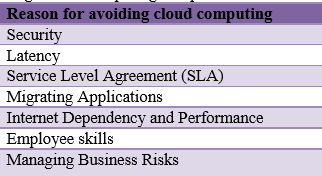 Reason for avoiding cloud computing
Security
Latency
Service Level Agreement (SLA)
Migrating Applications
Internet Dependency and Performance
Employee skills
Managing Business Risks